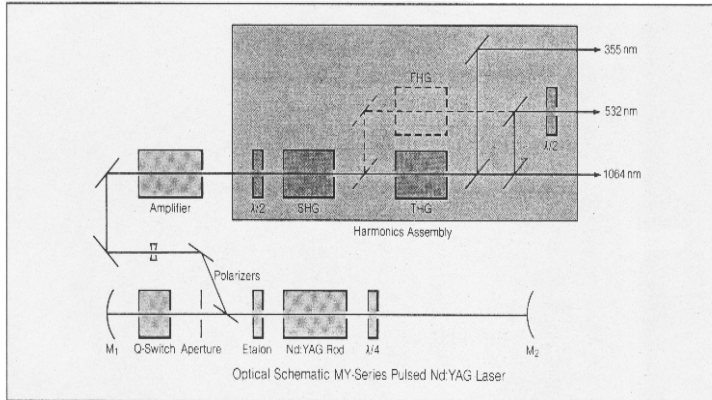 355 nm
FHG
532 nm
λ/2
1064 nm
Amplifier
λ/2
SHG
THG
Harmonics Assembly
Polarizers
M1
Q-Switch
Aperture
Etalon
Nd:YAG Rod
λ/4
M2
Optical Schematic MY-Series Pulsed Nd:YAG Laser